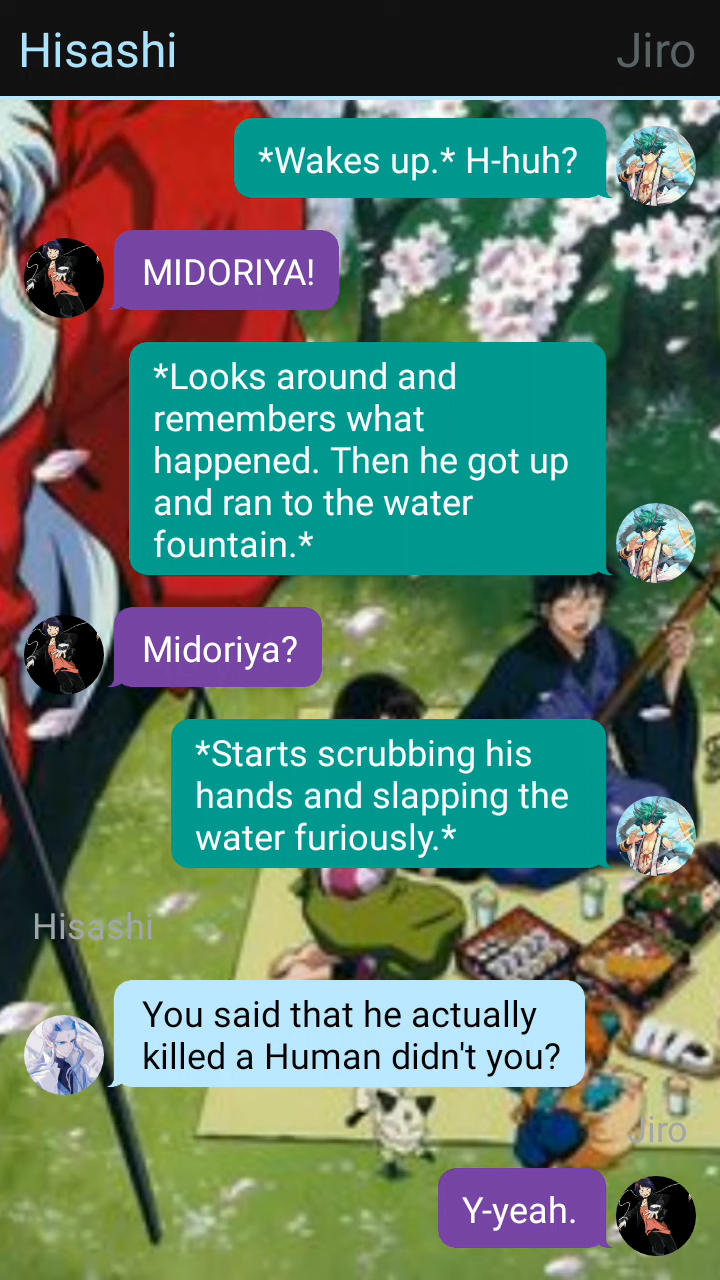 Hisashi
Jiro
*Wakes up.* H-huh?
MIDORIYA!
*Looks around and
remembers what
happened. Then he got up
and ran to the water
fountain.*
Midoriya?
*Starts scrubbing his
hands and slapping the
water furiously.*
Hisashi
You said that he actually
killed a Human didn't you?
Jiro
Y-yeah.